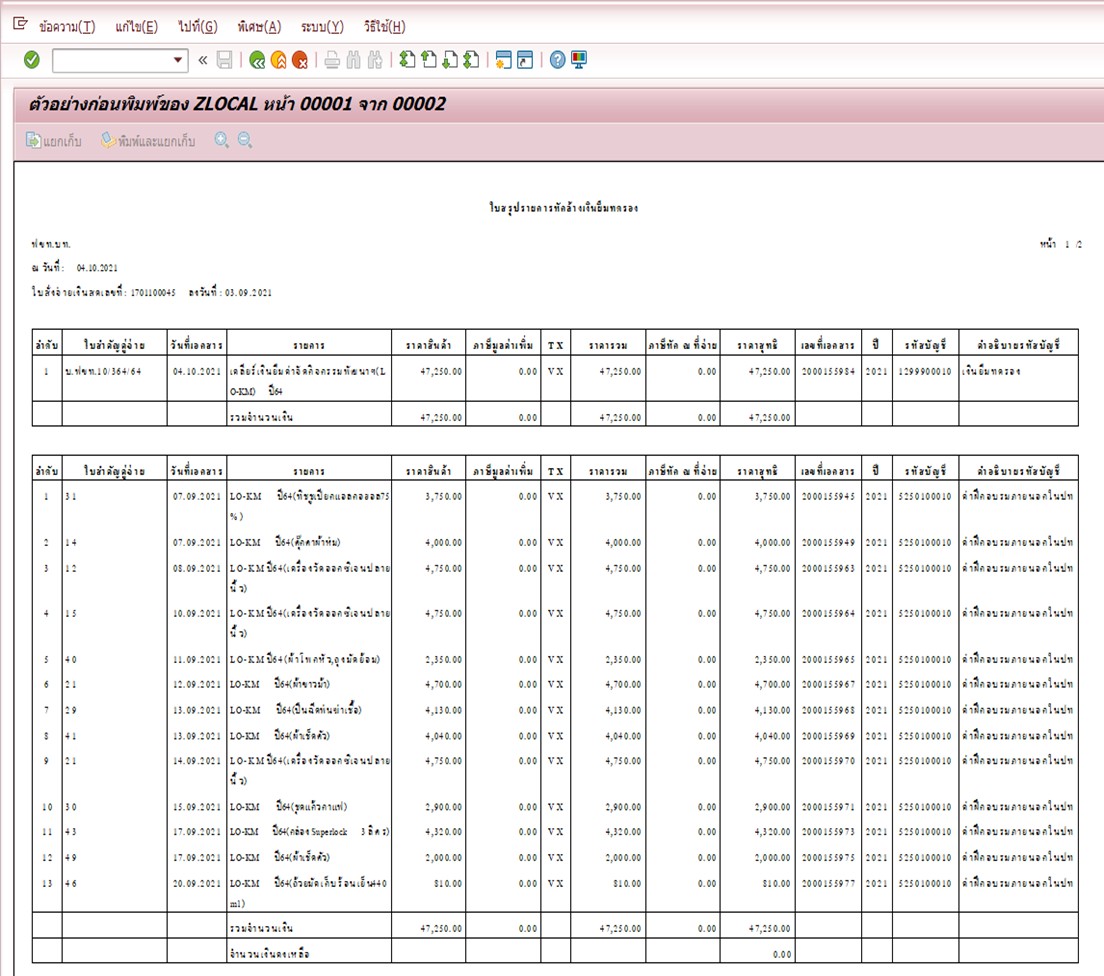 ข้อความ(T) แก้ไข(E) ไปที่(G) พิเศษ(A) ระบบ(Y) วิธีใช้(H)
ตัวอย่างก่อนพิมพ์ของ ZLOCAL หน้า 00001 จาก 00002
แยกเก็บ พิมพ์และแยกเก็บ
ใบสรุปรายการหักล้างเงินยืมทดรอง
ฟขท.บท. หน้า 1 /2
ณ วันที่ : 04.10.2021
ใบสั่งจ่ายเงินสดเลขที่ : 1701100045 ลงวันที่ : 03.09.2021
ลำดับ ใบสำคัญคู่จ่าย วันที่เอกสาร รายการ ราคาสินค้า ภาษีมูลค่าเพิ่ม TX ราคารวม ภาษีหัก ณ ที่จ่าย ราคาสุทธิ เลขที่เอกสาร ปี รหัสบัญชี คำอธิบายรหัสบัญชี
1 บ.ฟขท.10/364/64 04.10.2021 เคลียร์เงินยืมค่าจัดกิจกรรมพัฒนาฯ(L 47,250.00 0.00 VX 47,250.00 0.00 47,250.00 2000155984 2021 1299900010 เงินยืมทดรอง
O-KM) ปี64
รวมจำนวนเงิน 47,250.00 0.00 47,250.00 0.00 47,250.00
ลำดับ ใบสำคัญคู่จ่าย วันที่เอกสาร รายการ ราคาสินค้า ภาษีมูลค่าเพิ่ม TX ราคารวม ภาษีหัก ณ ที่จ่าย ราคาสุทธิ เลขที่เอกสาร ปี รหัสบัญชี คำอธิบายรหัสบัญชี
1 31 07.09.2021 LO-KM ปี64(ทิชชูเปียกแอลกอฮอล75 3,750.00 0.00 VX 3,750.00 0.00 3,750.00 2000155945 2021 5250100010 ค่าฝึกอบรมภายนอกในปท
%)
2 14 07.09.2021 LO-KM ปี64(ตุ๊กตาผ้าห่ม) 4,000.00 0.00 VX 4,000.00 0.00 4,000.00 2000155949 2021 5250100010 ค่าฝึกอบรมภายนอกในปท
3 12 08.09.2021 LO-KMปี64(เครื่องวัดออกซิเจนปลาย 4,750.00 0.00 VX 4,750.00 0.00 4,750.00 2000155963 2021 5250100010 ค่าฝึกอบรมภายนอกในปท
นิ้ว)
4 15 10.09.2021 LO-KMปี64(เครื่องวัดออกซิเจนปลาย 4,750.00 0.00 VX 4,750.00 0.00 4,750.00 2000155964 2021 5250100010 ค่าฝึกอบรมภายนอกในปท
นิ้ว)
5 40 11.09.2021 LO-KMปี64(ผ้าโพกหัว,ถุงมัดย้อม) 2,350.00 0.00 VX 2,350.00 0.00 2,350.00 2000155965 2021 5250100010 ค่าฝึกอบรมภายนอกในปท
6 21 12.09.2021 LO-KM ปี64(ผ้าขาวม้า) 4,700.00 0.00 VX 4,700.00 0.00 4,700.00 2000155967 2021 5250100010 ค่าฝึกอบรมภายนอกในปท
7 29 13.09.2021 LO-KM ปี64(ปืนฉีดพ่นฆ่าเชื้อ) 4,130.00 0.00 VX 4,130.00 0.00 4,130.00 2000155968 2021 5250100010 ค่าฝึกอบรมภายนอกในปท
8 41 13.09.2021 LO-KM ปี64(ผ้าเช็ดตัว) 4,040.00 0.00 VX 4,040.00 0.00 4,040.00 2000155969 2021 5250100010 ค่าฝึกอบรมภายนอกในปท
9 21 14.09.2021 LO-KMปี64(เครื่องวัดออกซิเจนปลาย 4,750.00 0.00 VX 4,750.00 0.00 4,750.00 2000155970 2021 5250100010 ค่าฝึกอบรมภายนอกในปท
นิ้ว)
10 30 15.09.2021 LO-KM ปี64(ชุดแก้วกาแฟ) 2,900.00 0.00 VX 2,900.00 0.00 2,900.00 2000155971 2021 5250100010 ค่าฝึกอบรมภายนอกในปท
11 43 17.09.2021 LO-KM ปี64(กล่อง Superlock 3 ลิตร) 4,320.00 0.00 VX 4,320.00 0.00 4,320.00 2000155973 2021 5250100010 ค่าฝึกอบรมภายนอกในปท
12 49 17.09.2021 LO-KM ปี64(ผ้าเช็ดตัว) 2,000.00 0.00 VX 2,000.00 0.00 2,000.00 2000155975 2021 5250100010 ค่าฝึกอบรมภายนอกในปท
13 46 20.09.2021 LO-KM ปี64(ถ้วยมัคเก็บร้อนเย็น440 810.00 0.00 VX 810.00 0.00 810.00 2000155977 2021 5250100010 ค่าฝึกอบรมภายนอกในปท
ml)
รวมจำนวนเงิน 47,250.00 0.00 47,250.00 0.00 47,250.00
จำนวนเงินคงเหลือ 0.00